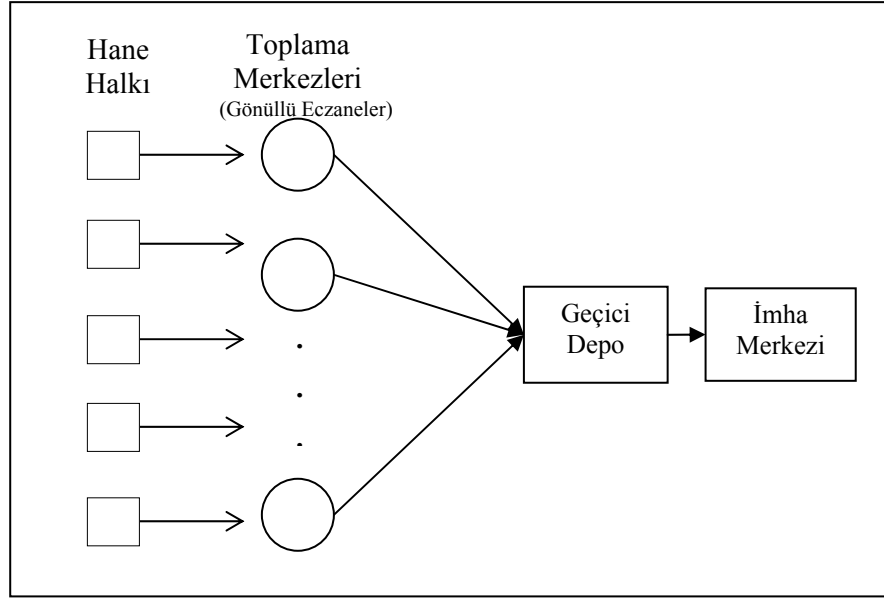 Hane
Halkı
Toplama
Merkezleri
(Gönüllü Eczaneler)
Geçici
Depo
İmha
Merkezi